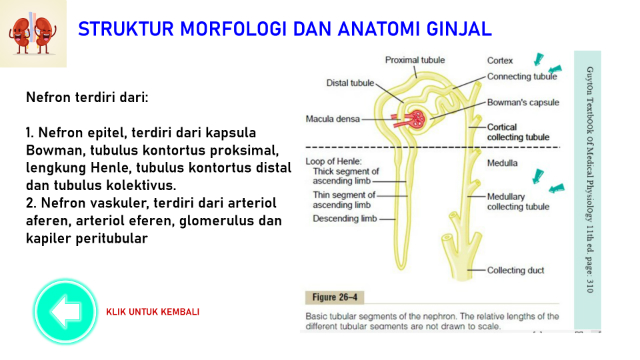 STRUKTUR MORFOLOGI DAN ANATOMI GINJAL
Nefron terdiri dari:
1. Nefron epitel, terdiri dari kapsula
Bowman, tubulus kontortus proksimal,
lengkung Henle, tubulus kontortus distal
dan tubulus kolektivus.
2. Nefron vaskuler, terdiri dari arteriol
aferen, arteriol eferen, glomerulus dan
kapiler peritubular
KLIK UNTUK KEMBALI
Proximal tubule
Cortex
Connecting tubule
Distal tubule
Bowman's capsule
Macula densa
Cortical
collecting tubule
Loop of Henle:
Thick segment of
ascending limb
Medulla
Thin segment of
ascending limb
Medullary
collecting tubule
Descending limb
Collecting duct
Figure 26–4
Basic tubular segments of the nephron. The relative lengths of the
different tubular segments are not drawn to scale.
Guyton Textbook of Medical Physiology 11th ed. page: 310